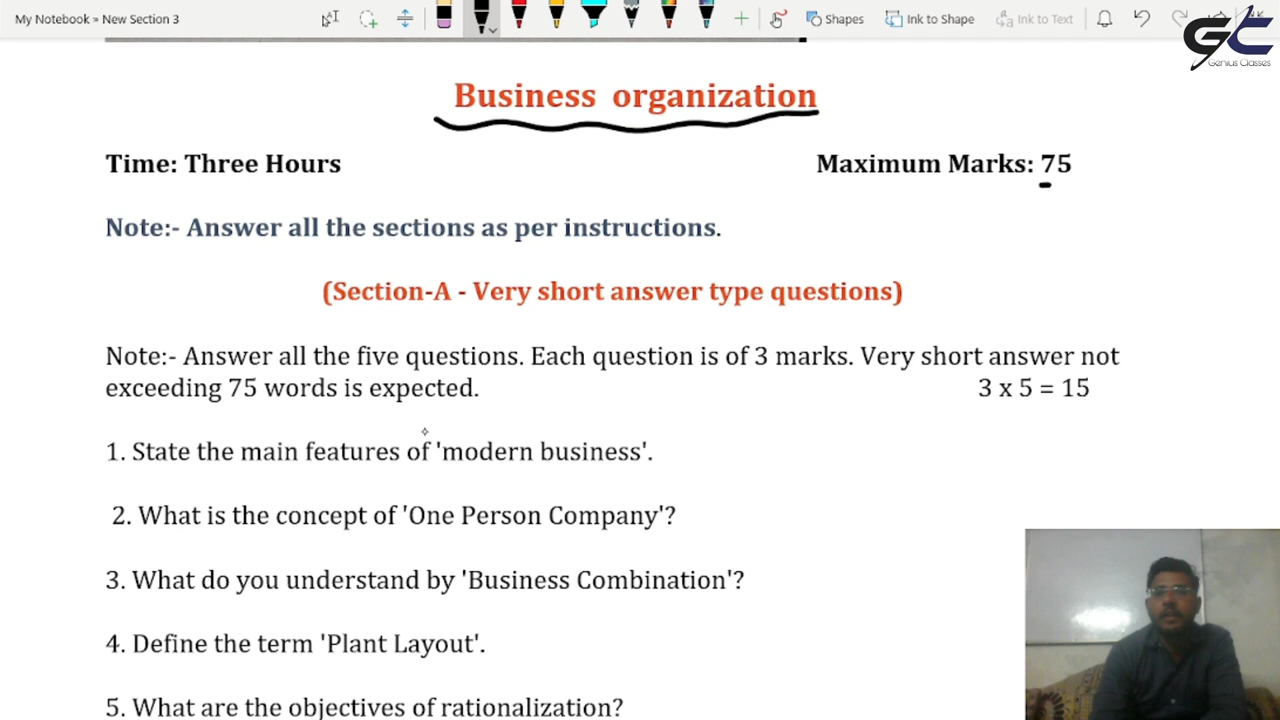 My Notebook » New Section 3
Shapes
Ink to Shape
Ink to Text
GC
Genius Classes
Business organization
Time: Three Hours Maximum Marks: 75
Note:- Answer all the sections as per instructions.
(Section-A - Very short answer type questions)
Note:- Answer all the five questions. Each question is of 3 marks. Very short answer not
exceeding 75 words is expected. 3 x 5 = 15
1. State the main features of 'modern business'.
2. What is the concept of 'One Person Company'?
3. What do you understand by 'Business Combination'?
4. Define the term 'Plant Layout'.
5. What are the objectives of rationalization?